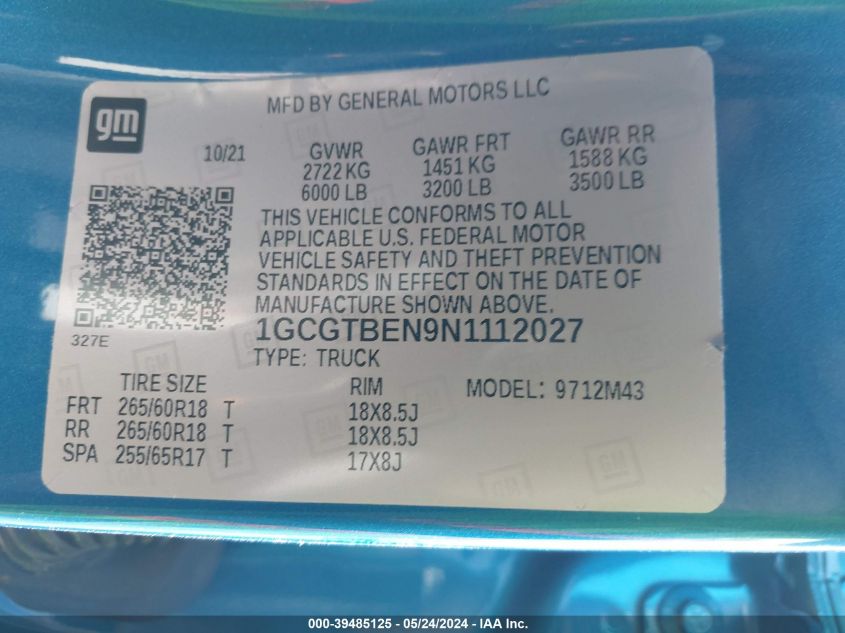 gm
MFD BY GENERAL MOTORS LLC
10/21
GVWR
2722 KG
6000 LB
GAWR FRT
1451 KG
3200 LB
GAWR RR
1588 KG
3500 LB
THIS VEHICLE CONFORMS TO ALL
APPLICABLE U.S. FEDERAL MOTOR
VEHICLE SAFETY AND THEFT PREVENTION
STANDARDS IN EFFECT ON THE DATE OF
MANUFACTURE SHOWN ABOVE.
327E
1GCGTBEN9N1112027
TYPE: TRUCK
TIRE SIZE RIM MODEL: 9712M43
FRT 265/60R18 T 18X8.5J
RR 265/60R18 T 18X8.5J
SPA 255/65R17 T 17X8J
000-39485125 - 05/24/2024 - IAA Inc.